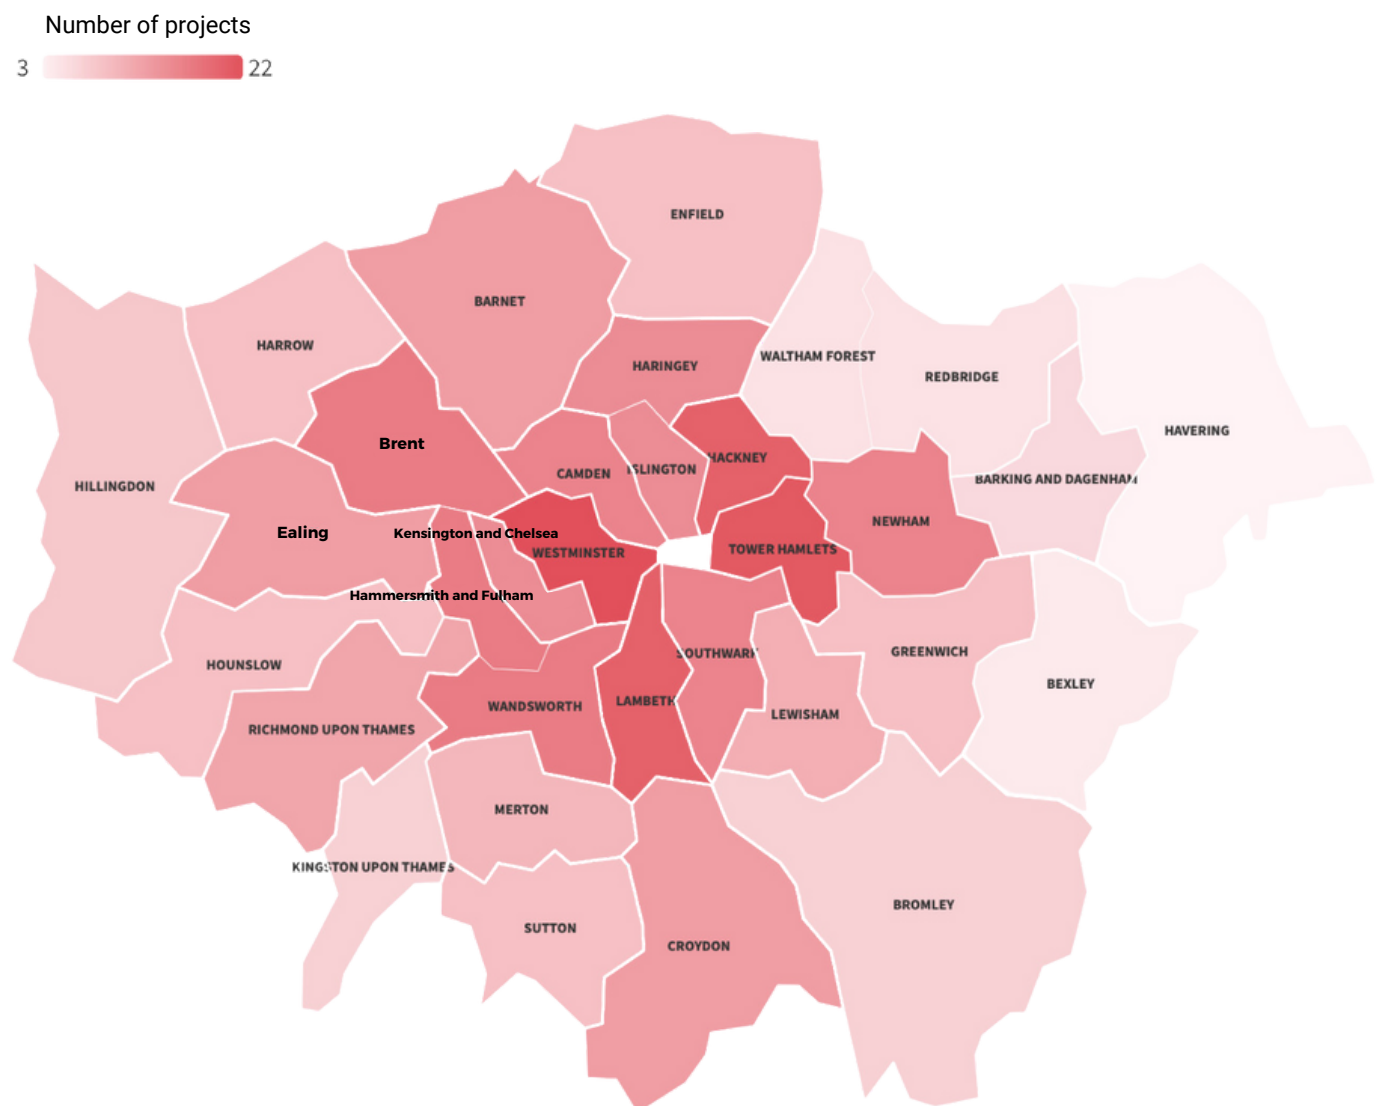 Number of projects
3 22
ENFIELD
BARNET
HARROW
HARINGEY
WALTHAM FOREST
REDBRIDGE
HAVERING
Brent
HACKNEY
ISLINGTON
CAMDEN
BARKING AND DAGENHAM
HILLINGDON
NEWHAM
Ealing
Kensington and Chelsea
WESTMINSTER
TOWER HAMLETS
Hammersmith and Fulham
GREENWICH
SOUTHWARK
HOUNSLOW
BEXLEY
LAMBETH
WANDSWORTH
LEWISHAM
RICHMOND UPON THAMES
MERTON
KINGSTON UPON THAMES
BROMLEY
SUTTON
CROYDON